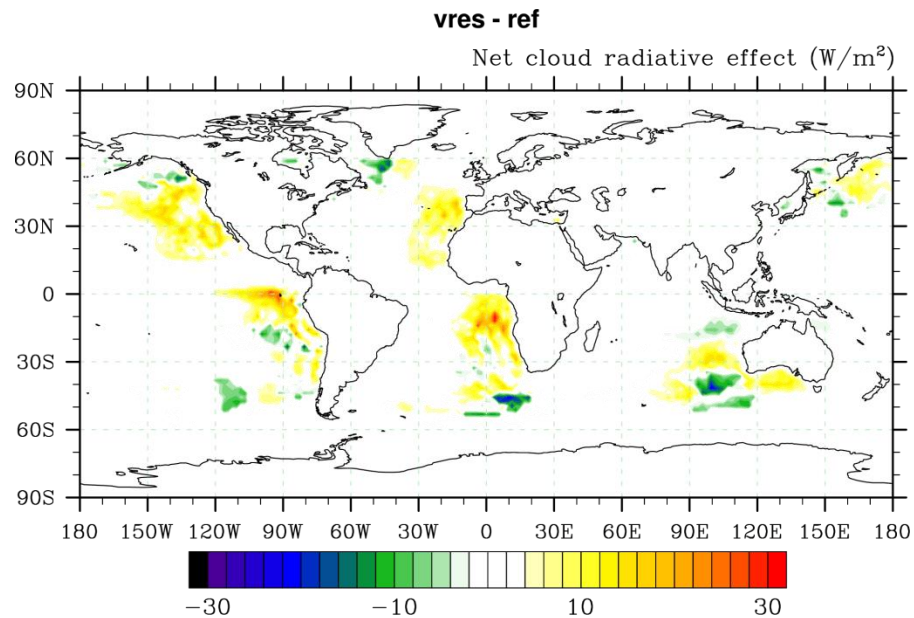 vres - ref
Net cloud radiative effect (W/m²)
90N
60N
30N
0
30S
60S
90S
180 150W 120W 90W 60W 30W 0 30E 60E 90E 120E 150E 180
−30 −10 10 30